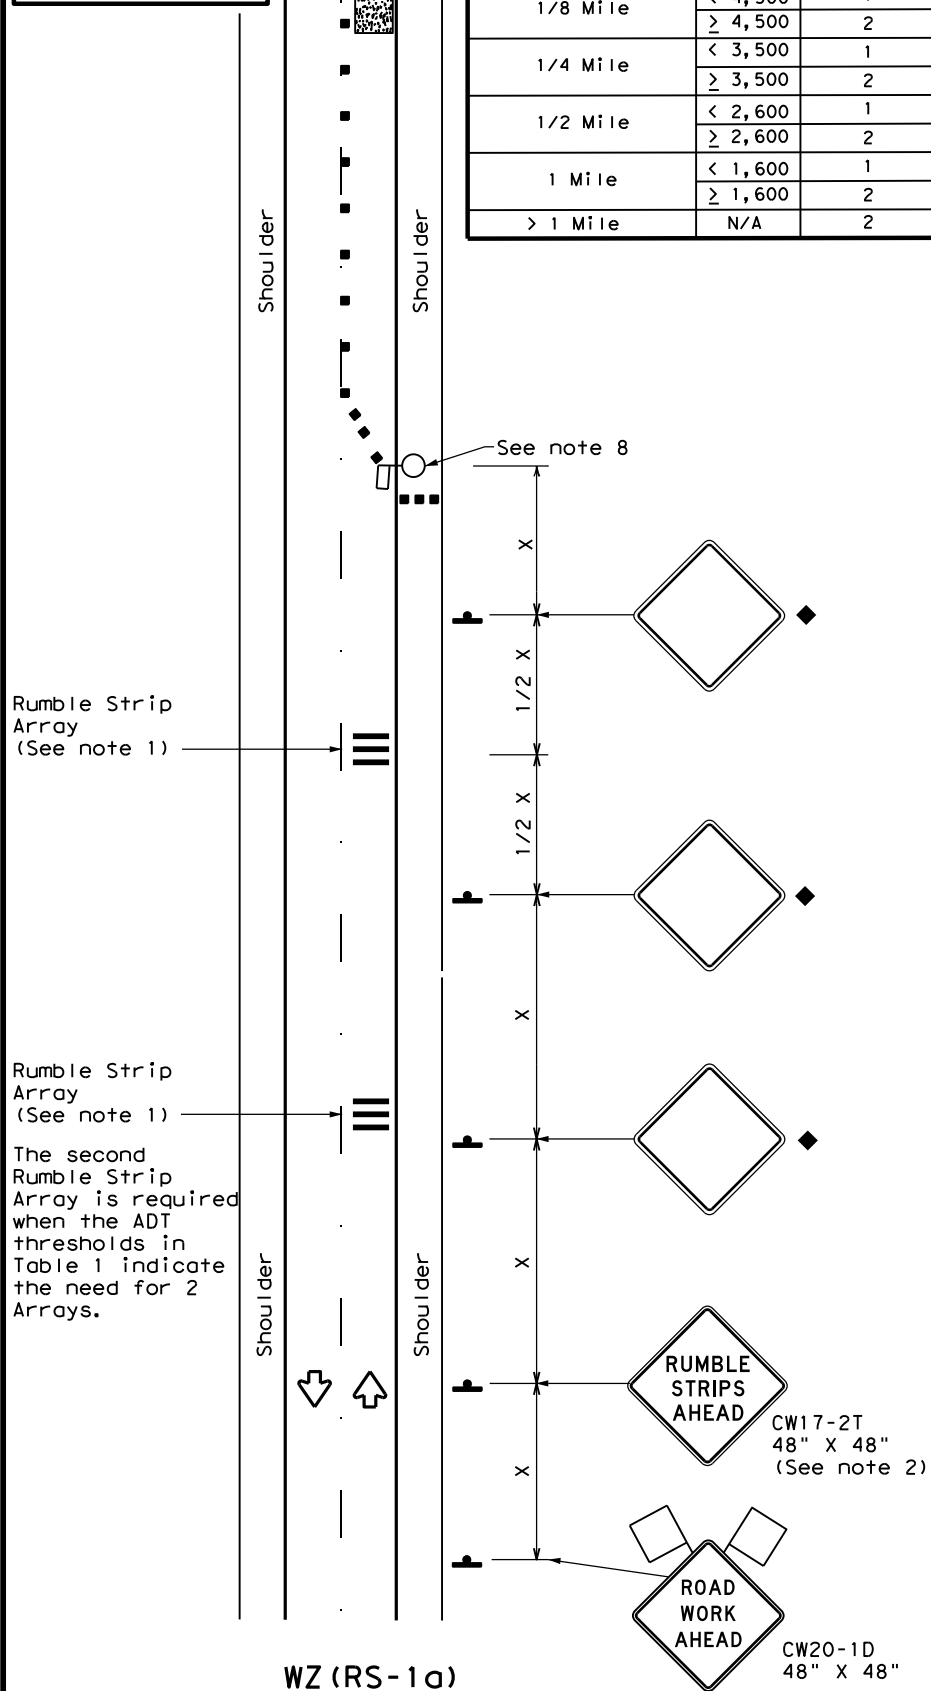 1/8 Mile
≥ 4,500 2
1/4 Mile
< 3,500 1
≥ 3,500 2
1/2 Mile
< 2,600 1
≥ 2,600 2
1 Mile
< 1,600 1
≥ 1,600 2
> 1 Mile N/A 2
Shoulder
Shoulder
See note 8
X
1/2 X
Rumble Strip
Array
(See note 1)
1/2 X
X
Rumble Strip
Array
(See note 1)
The second
Rumble Strip
Array is required
when the ADT
thresholds in
Table 1 indicate
the need for 2
Arrays.
X
Shoulder
Shoulder
RUMBLE
STRIPS
AHEAD
CW17-2T
48" X 48"
(See note 2)
X
ROAD
WORK
AHEAD
CW20-1D
48" X 48"
WZ(RS-1a)